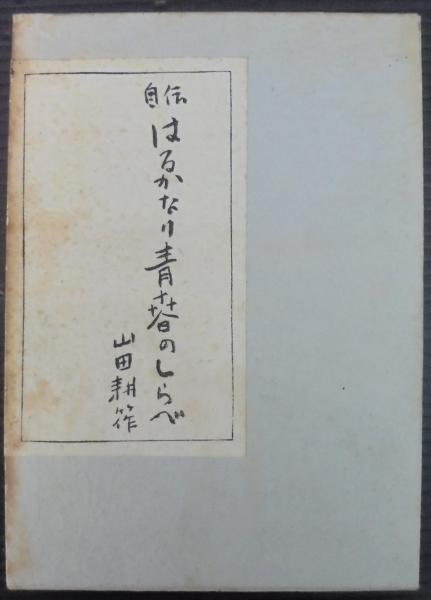 自伝
はるかなり青春のしらべ
山田耕筰